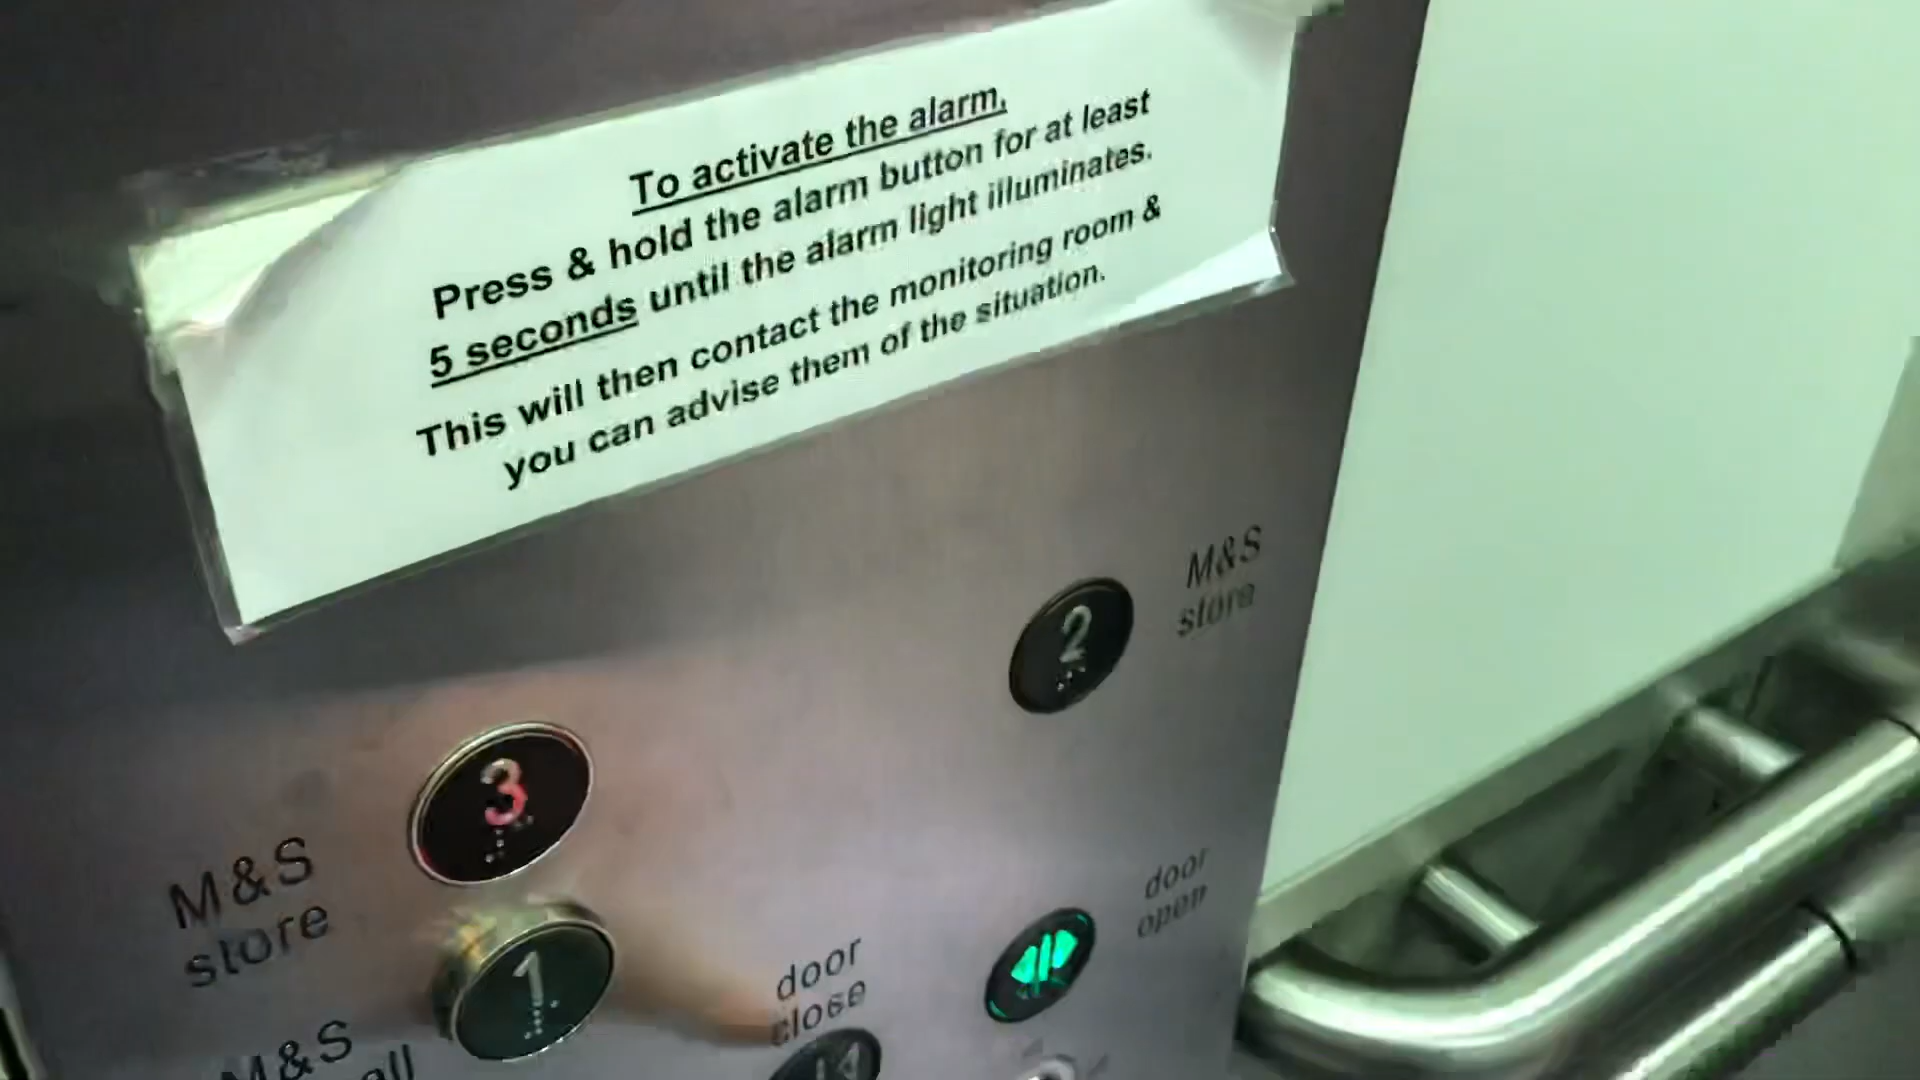 To activate the alarm,
Press & hold the alarm button for at least
5 seconds until the alarm light illuminates.
This will then contact the monitoring room &
you can advise them of the situation.
2
M&S
store
3
M&S
store
1
M&S
door
close
door
open